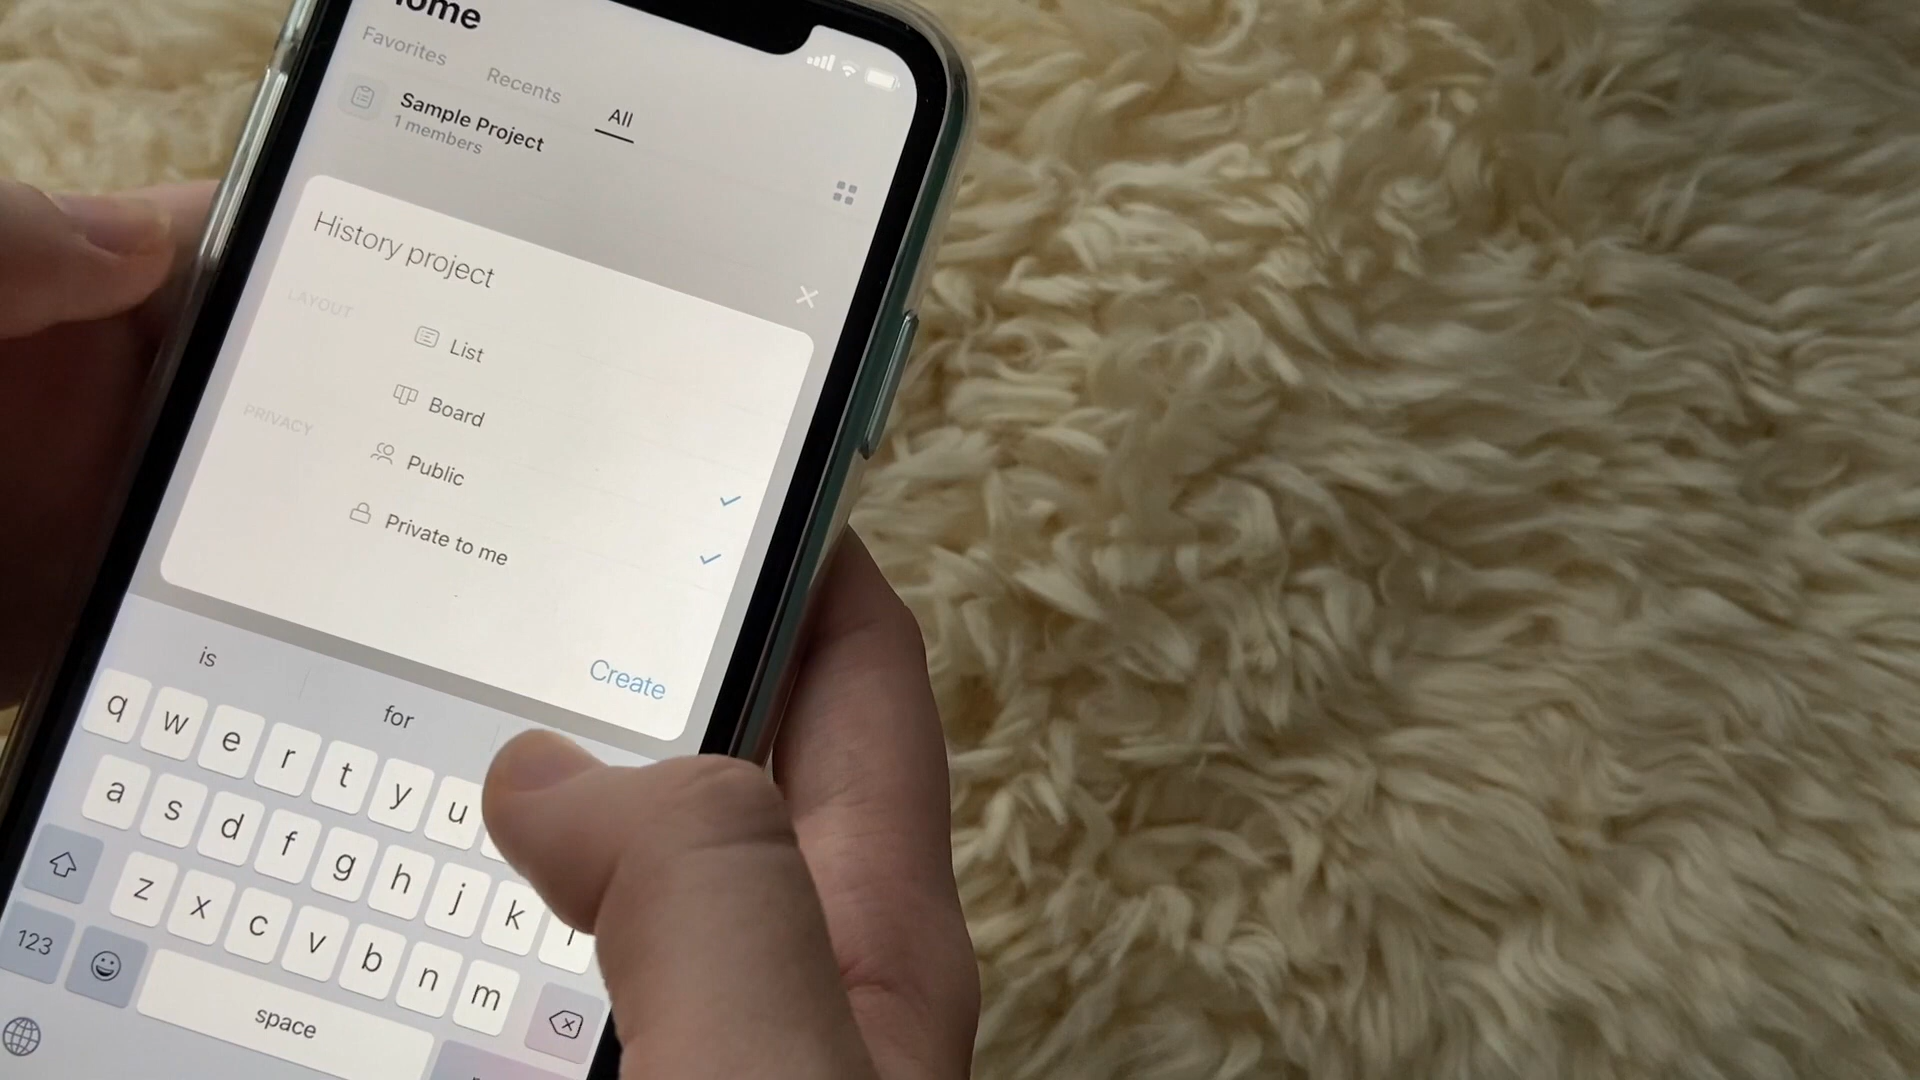 Favorites
Recents
All
Sample Project
1 members
History project
LAYOUT
List
Board
PRIVACY
Public
Private to me
Create
is
for
q w e r t y u
a s d f g h j k
z x c v b n m
123
space